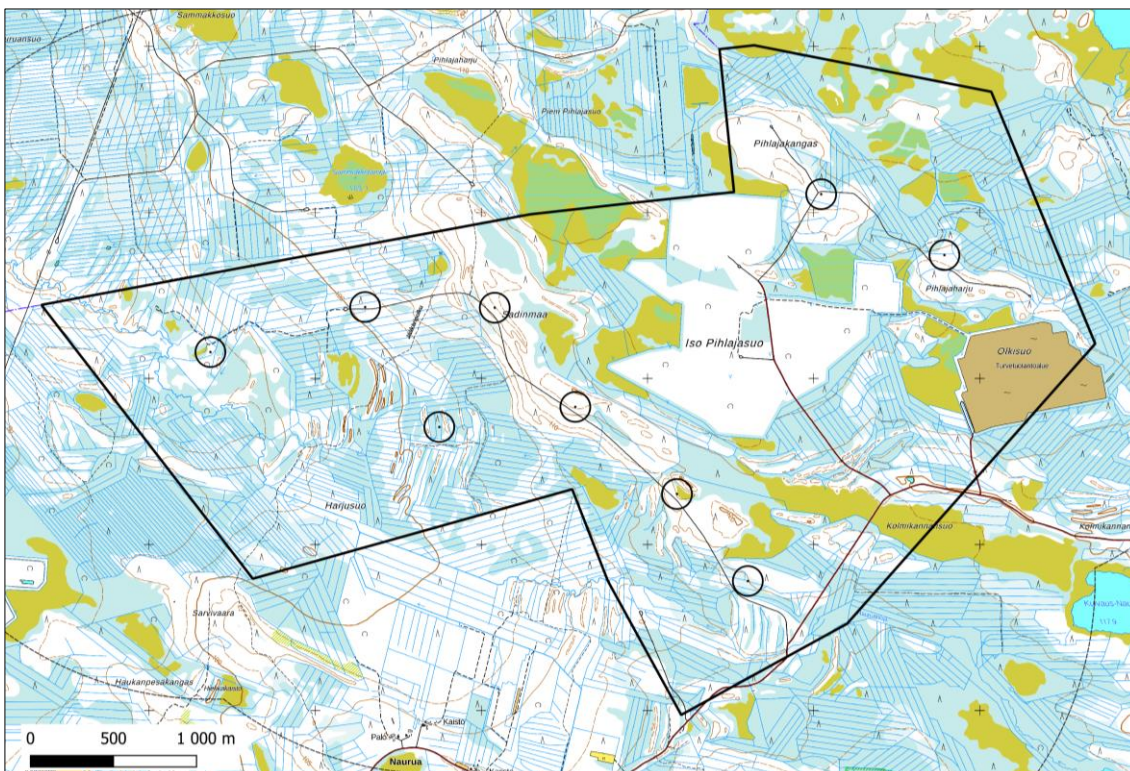 Sammakkosuo
Pihlajaharju
Pieni Pihlajasuo
Pihlajakangas
Sadinmaa
Pihlajaharju
Iso Pihlajasuo
Olkisuo
Turvetuotantoalue
Harjusuo
Kolmikannansuo
Sarvivaara
Haukanpesäkangas
Kaisto
Naurua
0 500 1 000 m